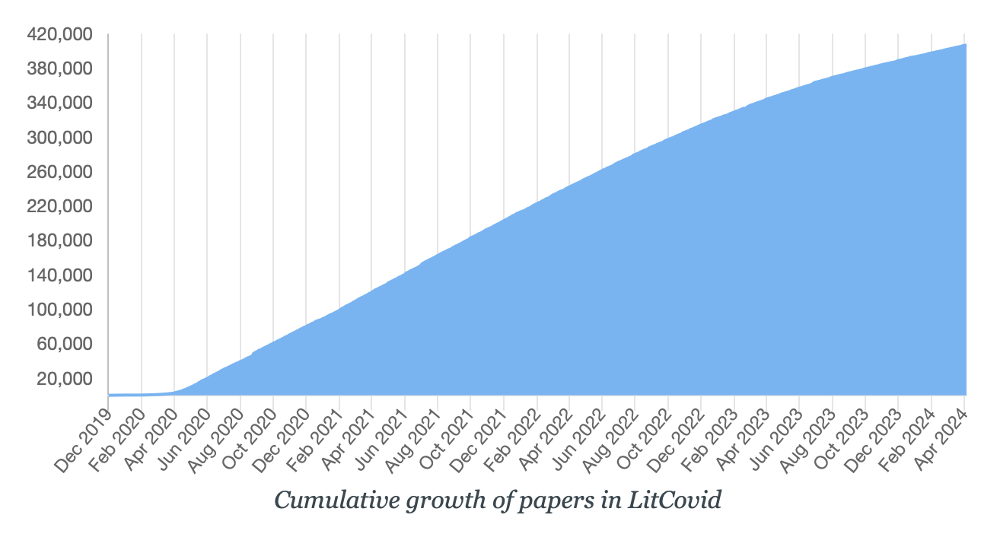 420,000
380,000
340,000
300,000
260,000
220,000
180,000
140,000
100,000
60,000
20,000
Dec 2019
Feb 2020
Apr 2020
Jun 2020
Aug 2020
Oct 2020
Dec 2020
Feb 2021
Apr 2021
Jun 2021
Aug 2021
Oct 2021
Dec 2021
Feb 2022
Apr 2022
Jun 2022
Aug 2022
Oct 2022
Dec 2022
Feb 2023
Apr 2023
Jun 2023
Aug 2023
Oct 2023
Dec 2023
Feb 2024
Apr 2024
Cumulative growth of papers in LitCovid